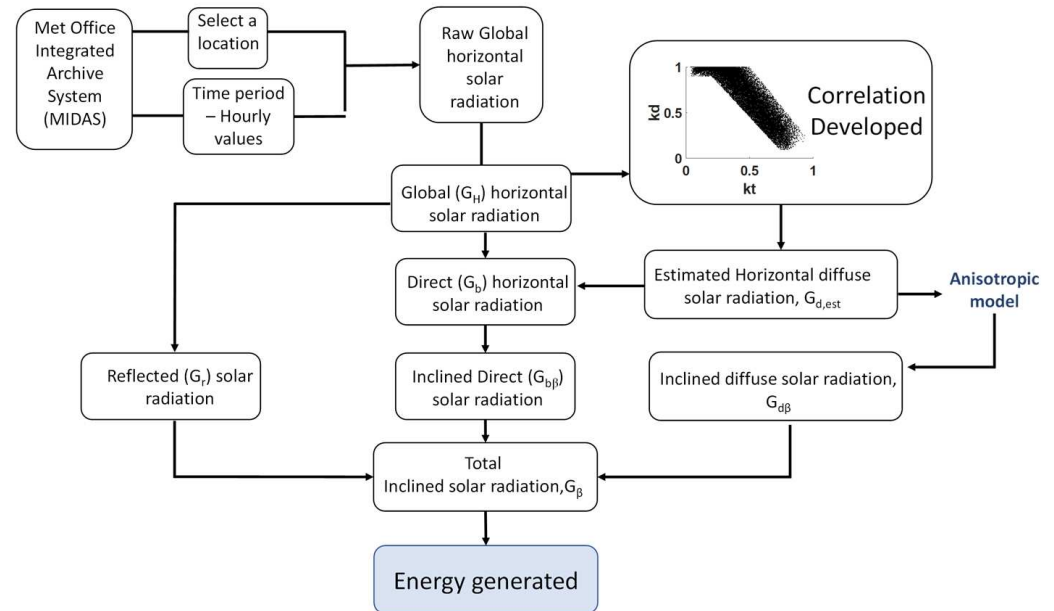 Met Office
Integrated
Archive
System
(MIDAS)
Select a
location
Time period
– Hourly
values
Raw Global
horizontal
solar
radiation
1
0.5
0
kd
0
0.5
1
kt
Correlation
Developed
Global (G_H) horizontal
solar radiation
Direct (G_b) horizontal
solar radiation
Estimated Horizontal diffuse
solar radiation, G_d,est
Anisotropic
model
Reflected (G_r) solar
radiation
Inclined Direct (G_bβ)
solar radiation
Inclined diffuse solar radiation,
G_dβ
Total
Inclined solar radiation,G_β
Energy generated